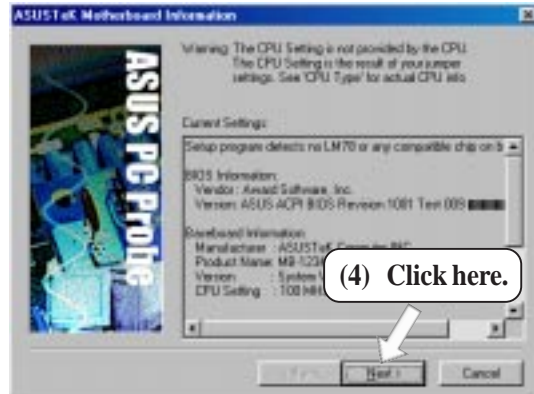 ASUSTeK Motherboard Information
Warning: The CPU Setting is not provided by the CPU.
The CPU Setting is the result of your jumper
settings. See 'CPU Type' for actual CPU info
ASUS PC Probe
Current Settings:
Setup program detects no LM78 or any compatible chip on b
BIOS Information:
Vendor : Award Software, Inc.
Version: ASUS ACPI BIOS Revision 1001 Test 009
Baseboard Information
Manufacturer : ASUSTeK Computer INC.
Product Name: MB-123
Version : System V
CPU Setting : 100 MH
(4) Click here.
Next >
Cancel